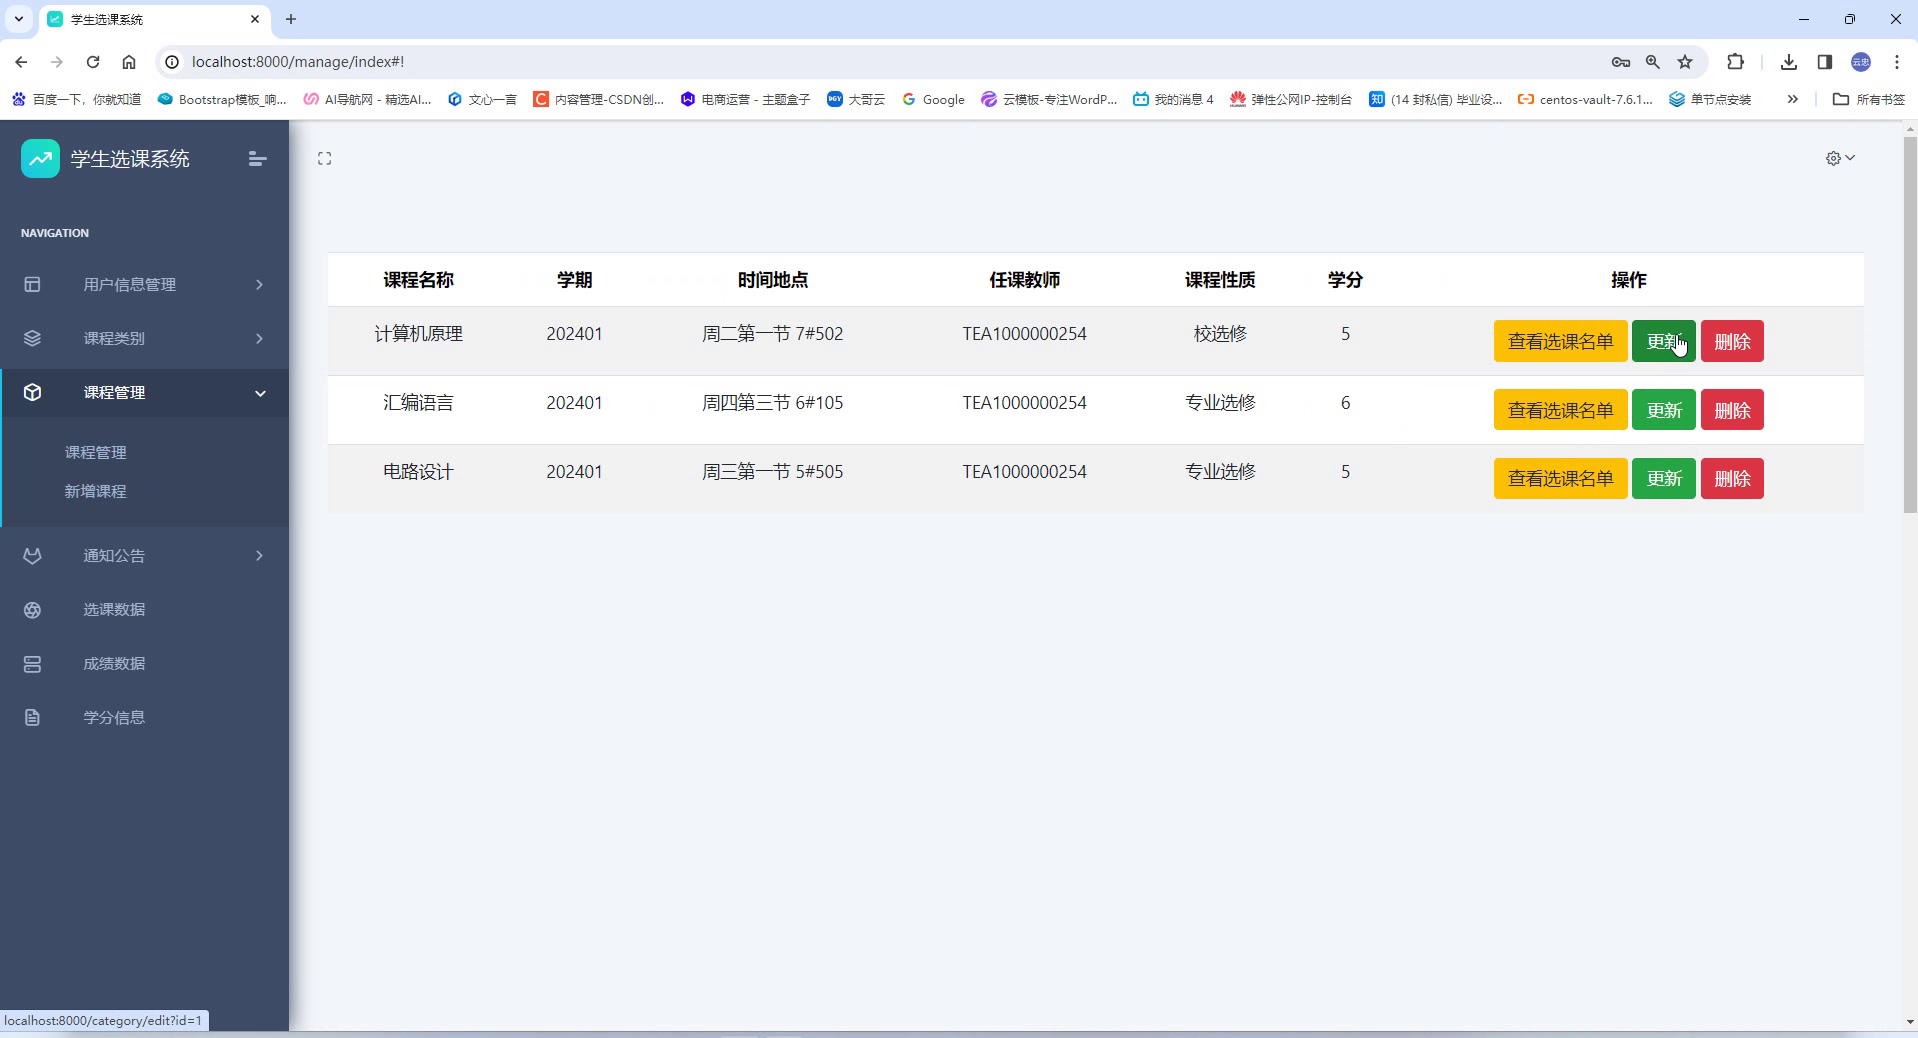 学生选课系统
localhost:8000/manage/index#!
百度一下，你就知道
Bootstrap模板_响...
AI导航网 - 精选AI...
文心一言
内容管理-CSDN创...
电商运营 - 主题盒子
大哥云
Google
云模板-专注WordP...
我的消息 4
弹性公网IP-控制台
(14 封私信) 毕业设...
centos-vault-7.6.1...
单节点安装
所有书签
学生选课系统
NAVIGATION
用户信息管理
课程类别
课程管理
课程管理
新增课程
通知公告
选课数据
成绩数据
学分信息
课程名称 学期 时间地点 任课教师 课程性质 学分 操作
计算机原理 202401 周二第一节 7#502 TEA1000000254 校选修 5 查看选课名单 更新 删除
汇编语言 202401 周四第三节 6#105 TEA1000000254 专业选修 6 查看选课名单 更新 删除
电路设计 202401 周三第一节 5#505 TEA1000000254 专业选修 5 查看选课名单 更新 删除
localhost:8000/category/edit?id=1